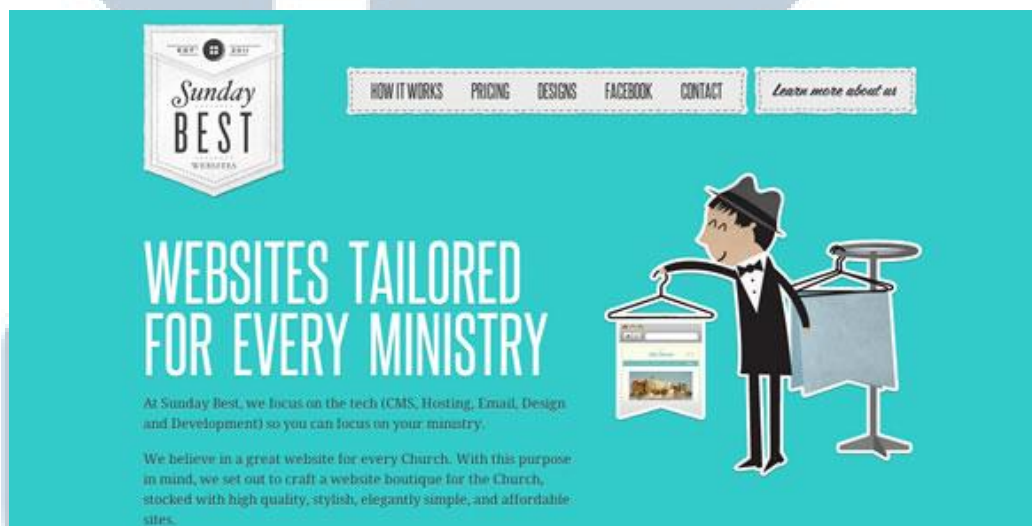 EST 2011
Sunday
BEST
WEBSITES
HOW IT WORKS PRICING DESIGNS FACEBOOK CONTACT
Learn more about us
WEBSITES TAILORED
FOR EVERY MINISTRY
At Sunday Best, we focus on the tech (CMS, Hosting, Email, Design
and Development) so you can focus on your ministry.
We believe in a great website for every Church. With this purpose
in mind, we set out to craft a website boutique for the Church,
stocked with high quality, stylish, elegantly simple, and affordable
sites.